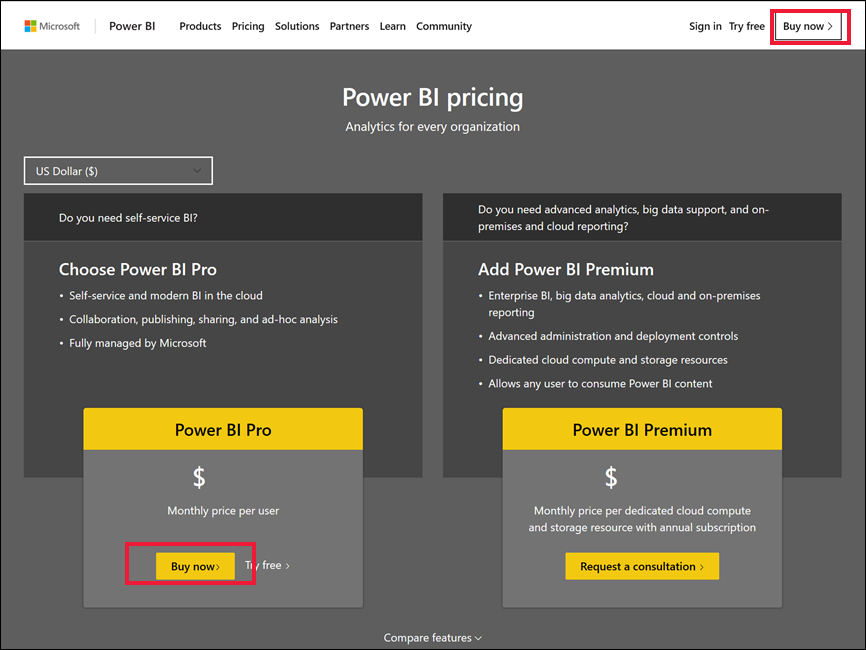 Microsoft Power BI Products Pricing Solutions Partners Learn Community Sign in Try free Buy now >
Power BI pricing
Analytics for every organization
US Dollar ($)
Do you need self-service BI?
Choose Power BI Pro
• Self-service and modern BI in the cloud
• Collaboration, publishing, sharing, and ad-hoc analysis
• Fully managed by Microsoft
Power BI Pro
$
Monthly price per user
Buy now› Try free ›
Do you need advanced analytics, big data support, and on-
premises and cloud reporting?
Add Power BI Premium
• Enterprise BI, big data analytics, cloud and on-premises
reporting
• Advanced administration and deployment controls
• Dedicated cloud compute and storage resources
• Allows any user to consume Power BI content
Power BI Premium
$
Monthly price per dedicated cloud compute
and storage resource with annual subscription
Request a consultation ›
Compare features